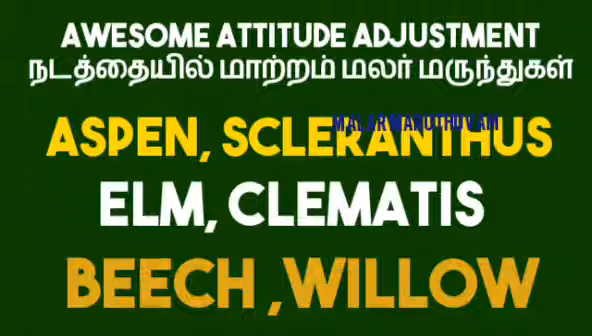 AWESOME ATTITUDE ADJUSTMENT
நடத்தையில் மாற்றம் மலர் மருந்துகள்
MALARMARUTHUVAM
ASPEN, SCLERANTHUS
ELM, CLEMATIS
BEECH ,WILLOW